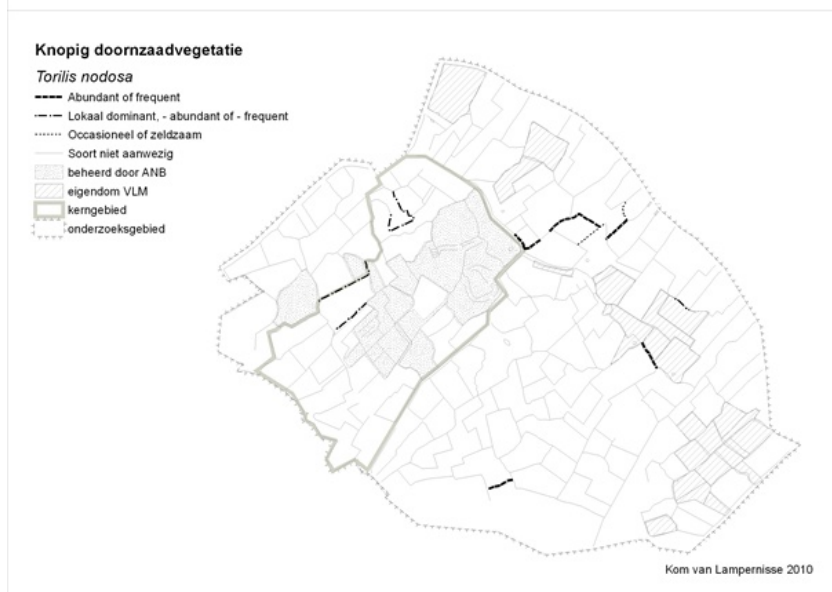 Knopig doornzaadvegetatie
Torilis nodosa
Abundant of frequent
Lokaal dominant, - abundant of - frequent
Occasioneel of zeldzaam
Soort niet aanwezig
beheerd door ANB
eigendom VLM
kerngebied
onderzoeksgebied
Kom van Lampernisse 2010